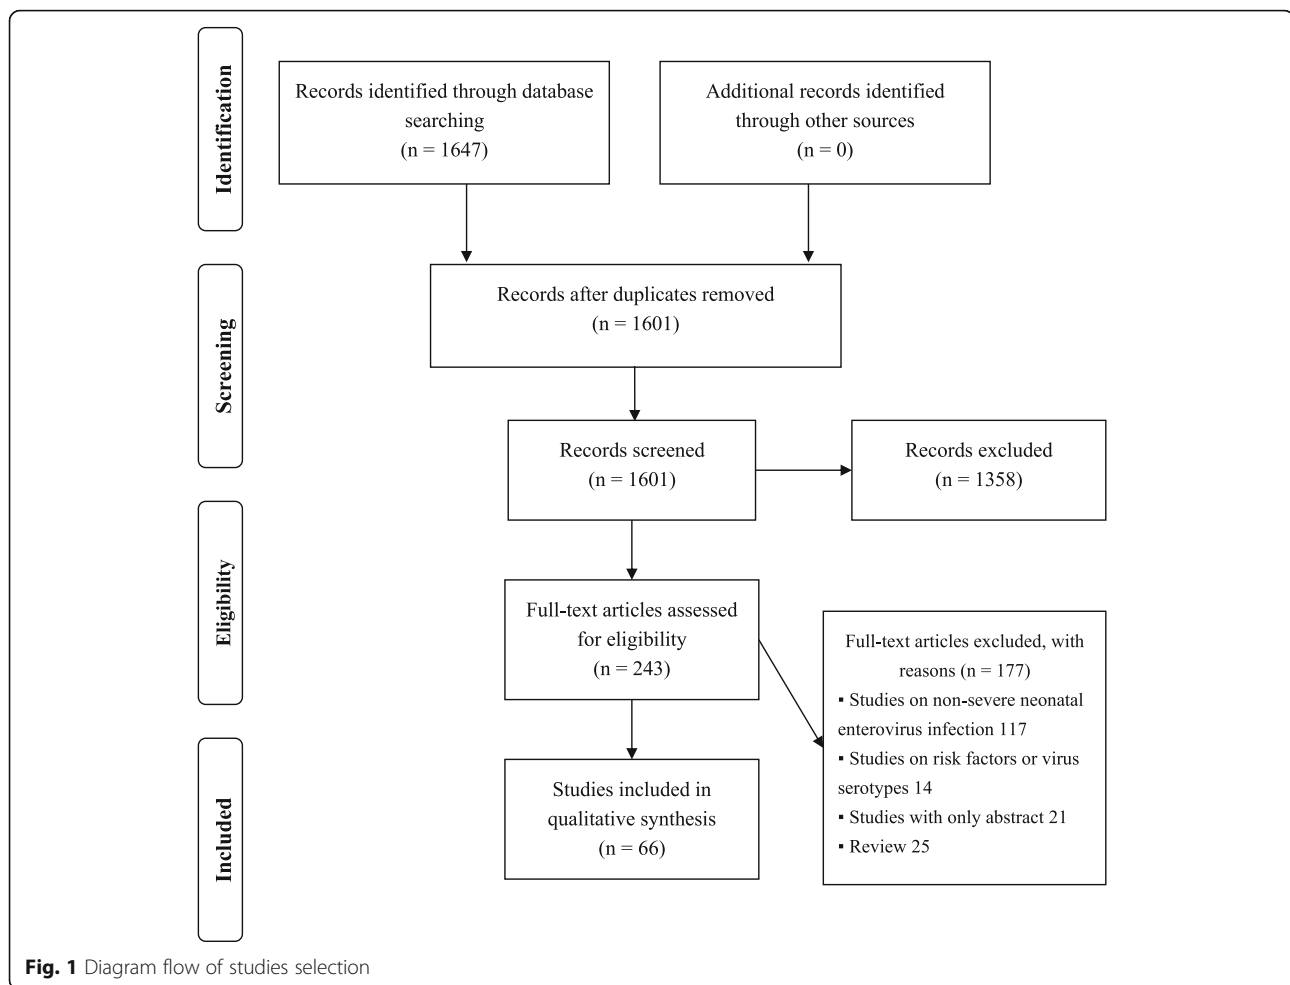 Identification
Records identified through database
searching
(n = 1647)
Additional records identified
through other sources
(n = 0)
Screening
Records after duplicates removed
(n = 1601)
Records screened
(n = 1601)
Records excluded
(n = 1358)
Eligibility
Full-text articles assessed
for eligibility
(n = 243)
Full-text articles excluded, with
reasons (n = 177)
▪ Studies on non-severe neonatal
enterovirus infection 117
▪ Studies on risk factors or virus
serotypes 14
▪ Studies with only abstract 21
▪ Review 25
Included
Studies included in
qualitative synthesis
(n = 66)
Fig. 1 Diagram flow of studies selection